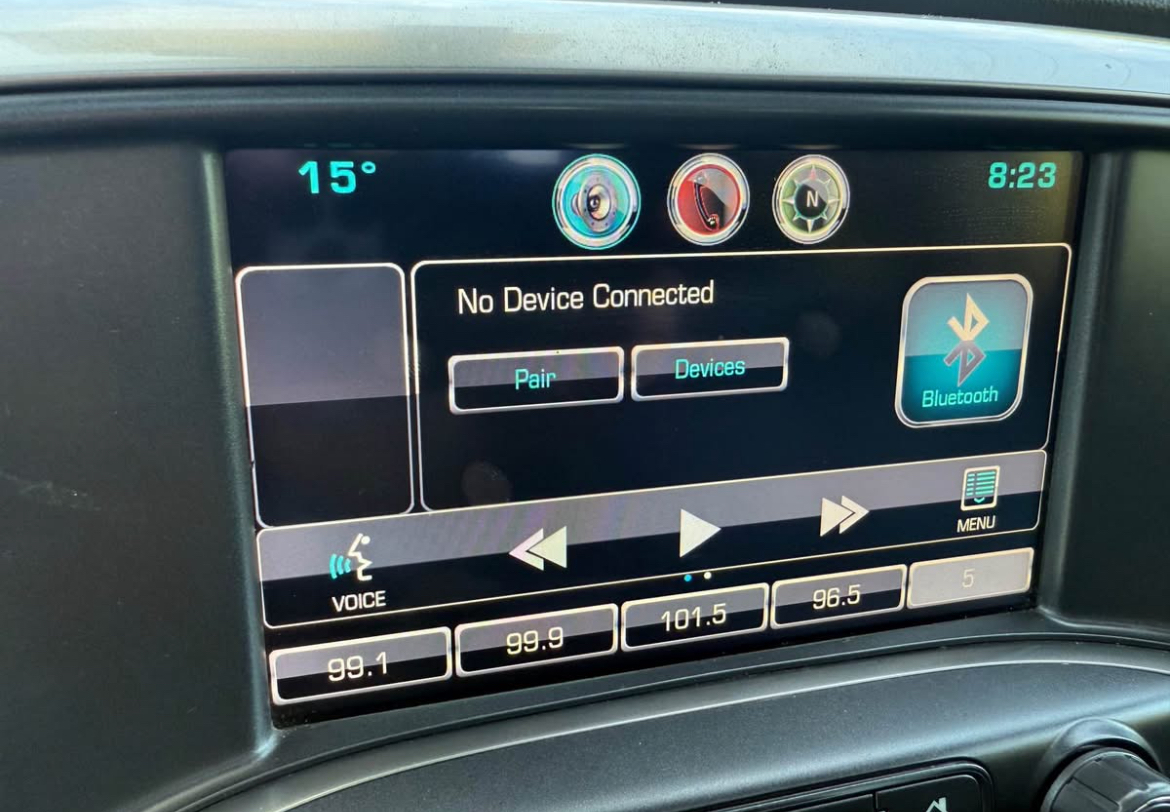 15°
N
8:23
No Device Connected
Pair
Devices
Bluetooth
VOICE
MENU
99.1
99.9
101.5
96.5
5